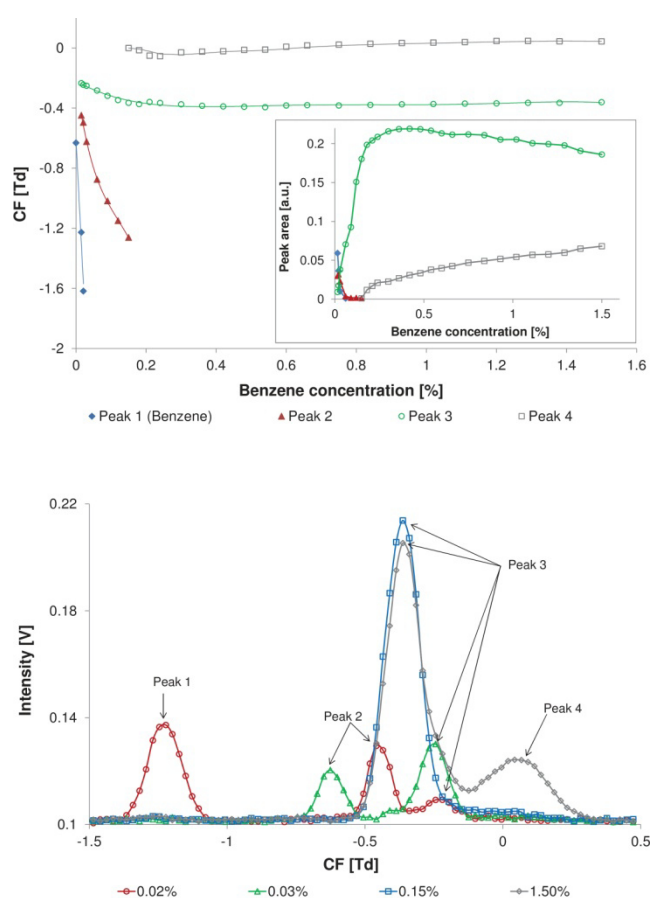 0
-0.4
-0.8
-1.2
-1.6
-2
CF [Td]
0 0.2 0.4 0.6 0.8 1 1.2 1.4 1.6
Benzene concentration [%]
0.2
0.15
0.1
0.05
0
Peak area [a.u.]
0 0.5 1 1.5
Benzene concentration [%]
Peak 1 (Benzene) Peak 2 Peak 3 Peak 4
0.22
0.18
0.14
0.1
Intensity [V]
Peak 1
Peak 2
Peak 3
Peak 4
-1.5 -1 -0.5 0 0.5
CF [Td]
0.02% 0.03% 0.15% 1.50%